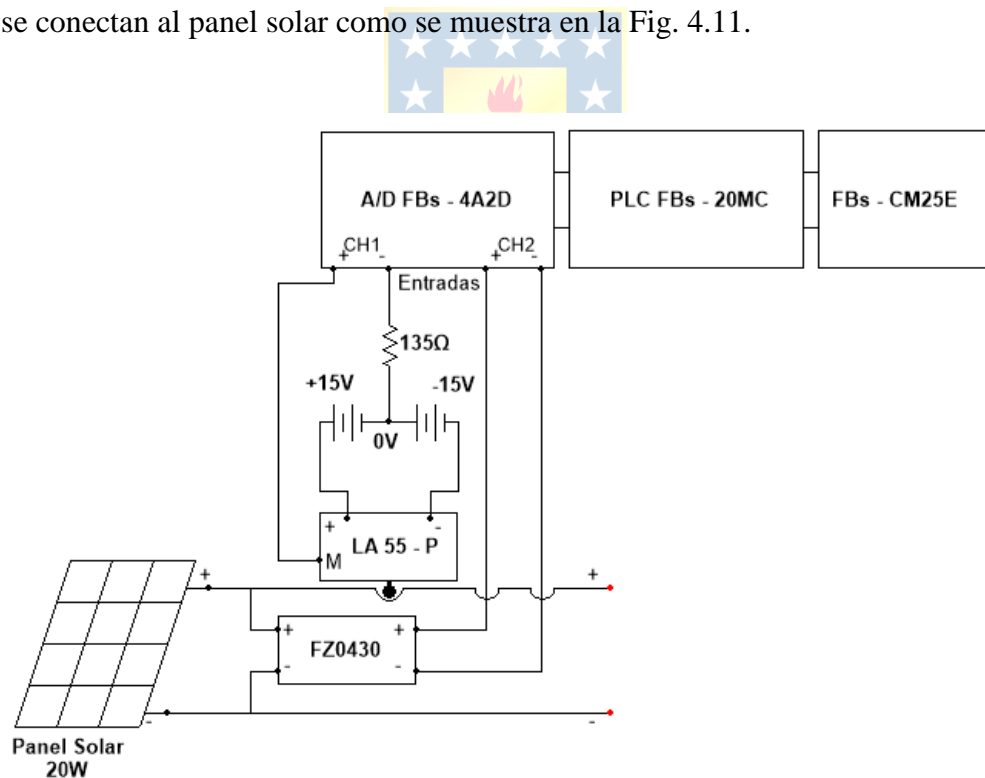 se conectan al panel solar como se muestra en la Fig. 4.11.
A/D FBs - 4A2D
PLC FBs - 20MC
FBs - CM25E
CH1
+ -
CH2
+ -
Entradas
135Ω
+15V
-15V
0V
+ -
LA 55 - P
M
+
+
+ +
FZ0430
- -
-
-
Panel Solar
20W